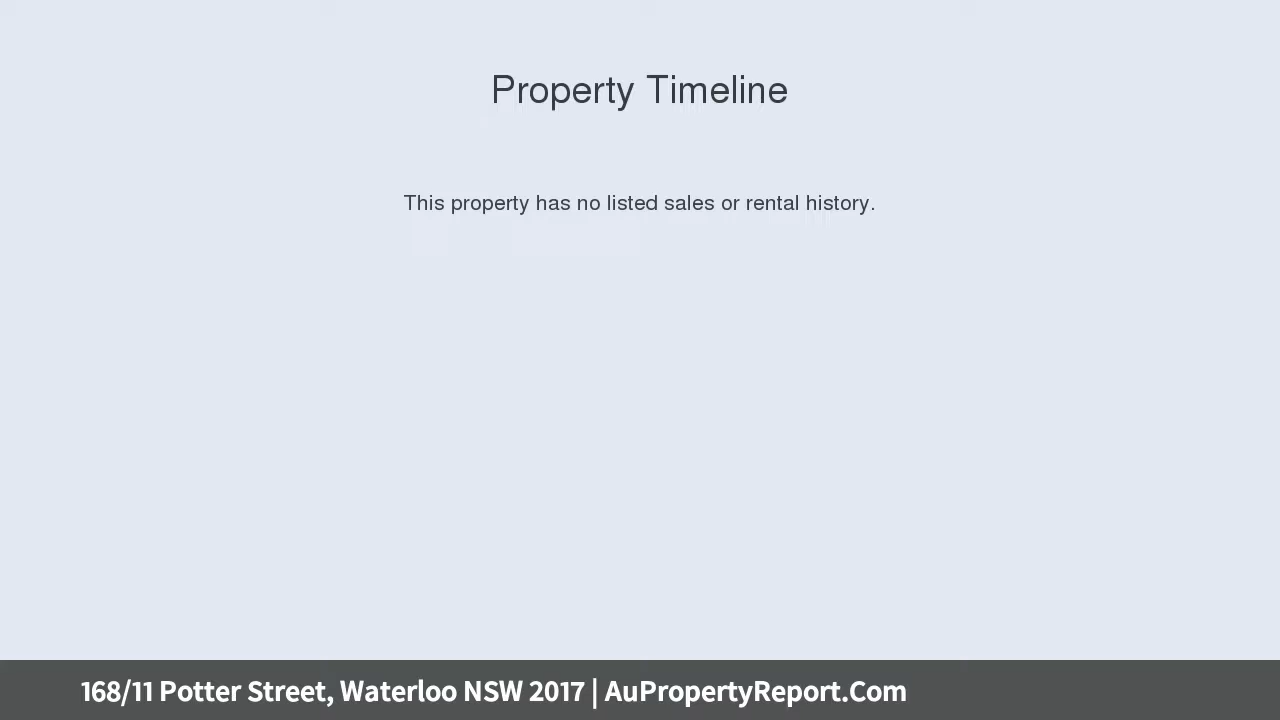 Property Timeline
This property has no listed sales or rental history.
168/11 Potter Street, Waterloo NSW 2017 | AuPropertyReport.Com